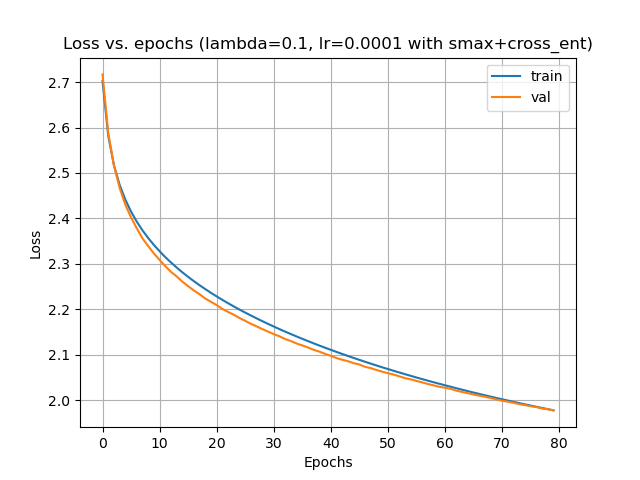 Loss vs. epochs (lambda=0.1, lr=0.0001 with smax+cross_ent)
train
val
2.7
2.6
2.5
2.4
2.3
2.2
2.1
2.0
Loss
0 10 20 30 40 50 60 70 80
Epochs